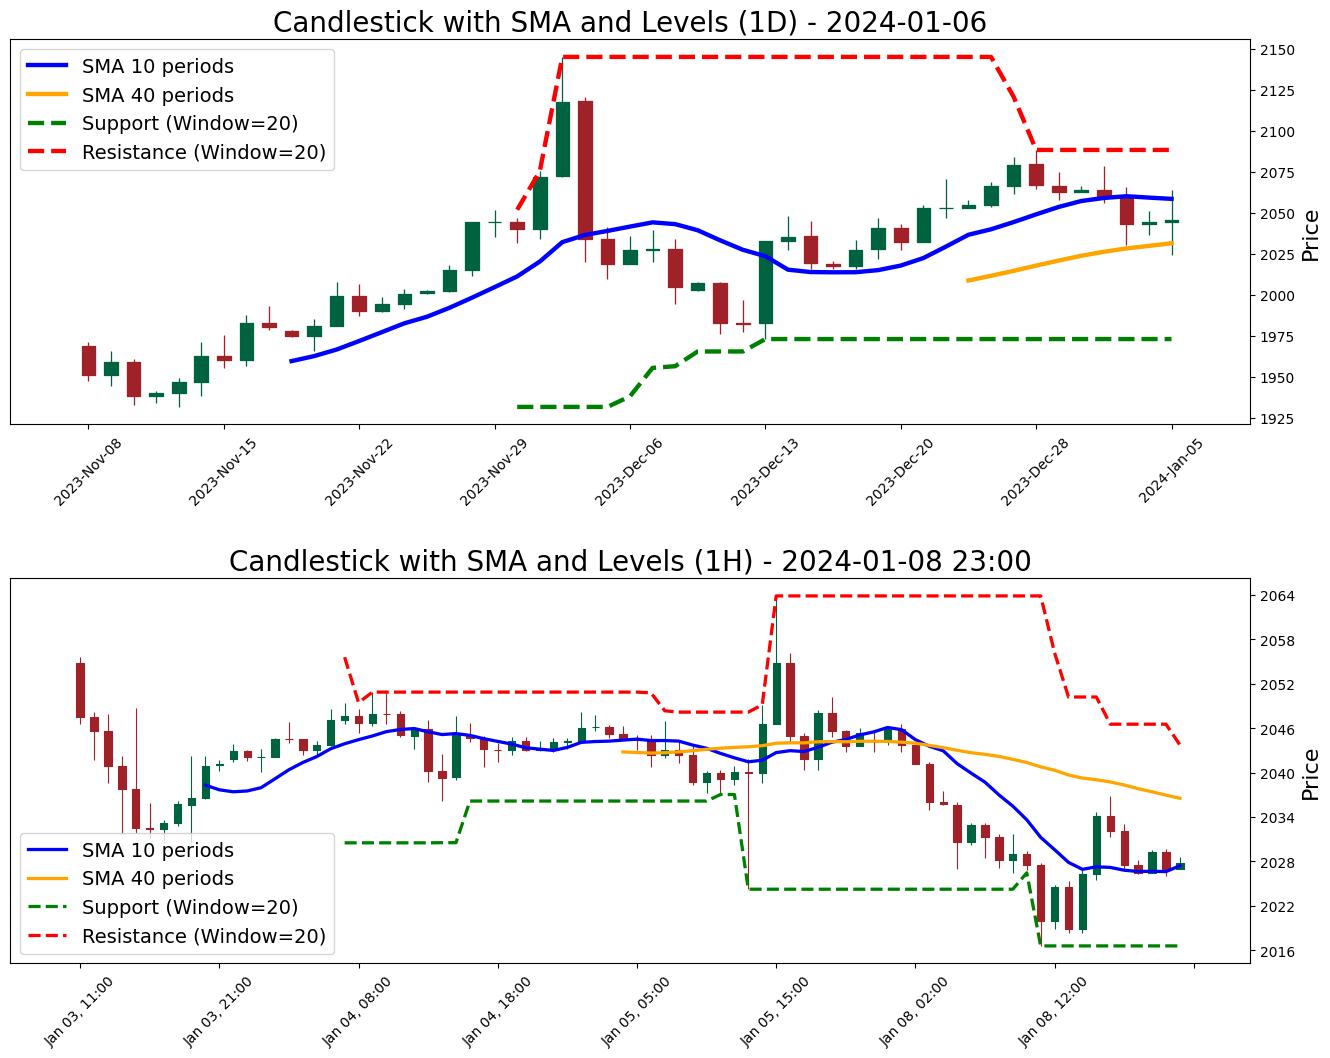 Candlestick with SMA and Levels (1D) - 2024-01-06
SMA 10 periods
SMA 40 periods
Support (Window=20)
Resistance (Window=20)
2150
2125
2100
2075
2050
2025
2000
1975
1950
1925
Price
2023-Nov-08
2023-Nov-15
2023-Nov-22
2023-Nov-29
2023-Dec-06
2023-Dec-13
2023-Dec-20
2023-Dec-28
2024-Jan-05
Candlestick with SMA and Levels (1H) - 2024-01-08 23:00
2064
2058
2052
2046
2040
2034
2028
2022
2016
Price
SMA 10 periods
SMA 40 periods
Support (Window=20)
Resistance (Window=20)
Jan 03, 11:00
Jan 03, 21:00
Jan 04, 08:00
Jan 04, 18:00
Jan 05, 05:00
Jan 05, 15:00
Jan 08, 02:00
Jan 08, 12:00